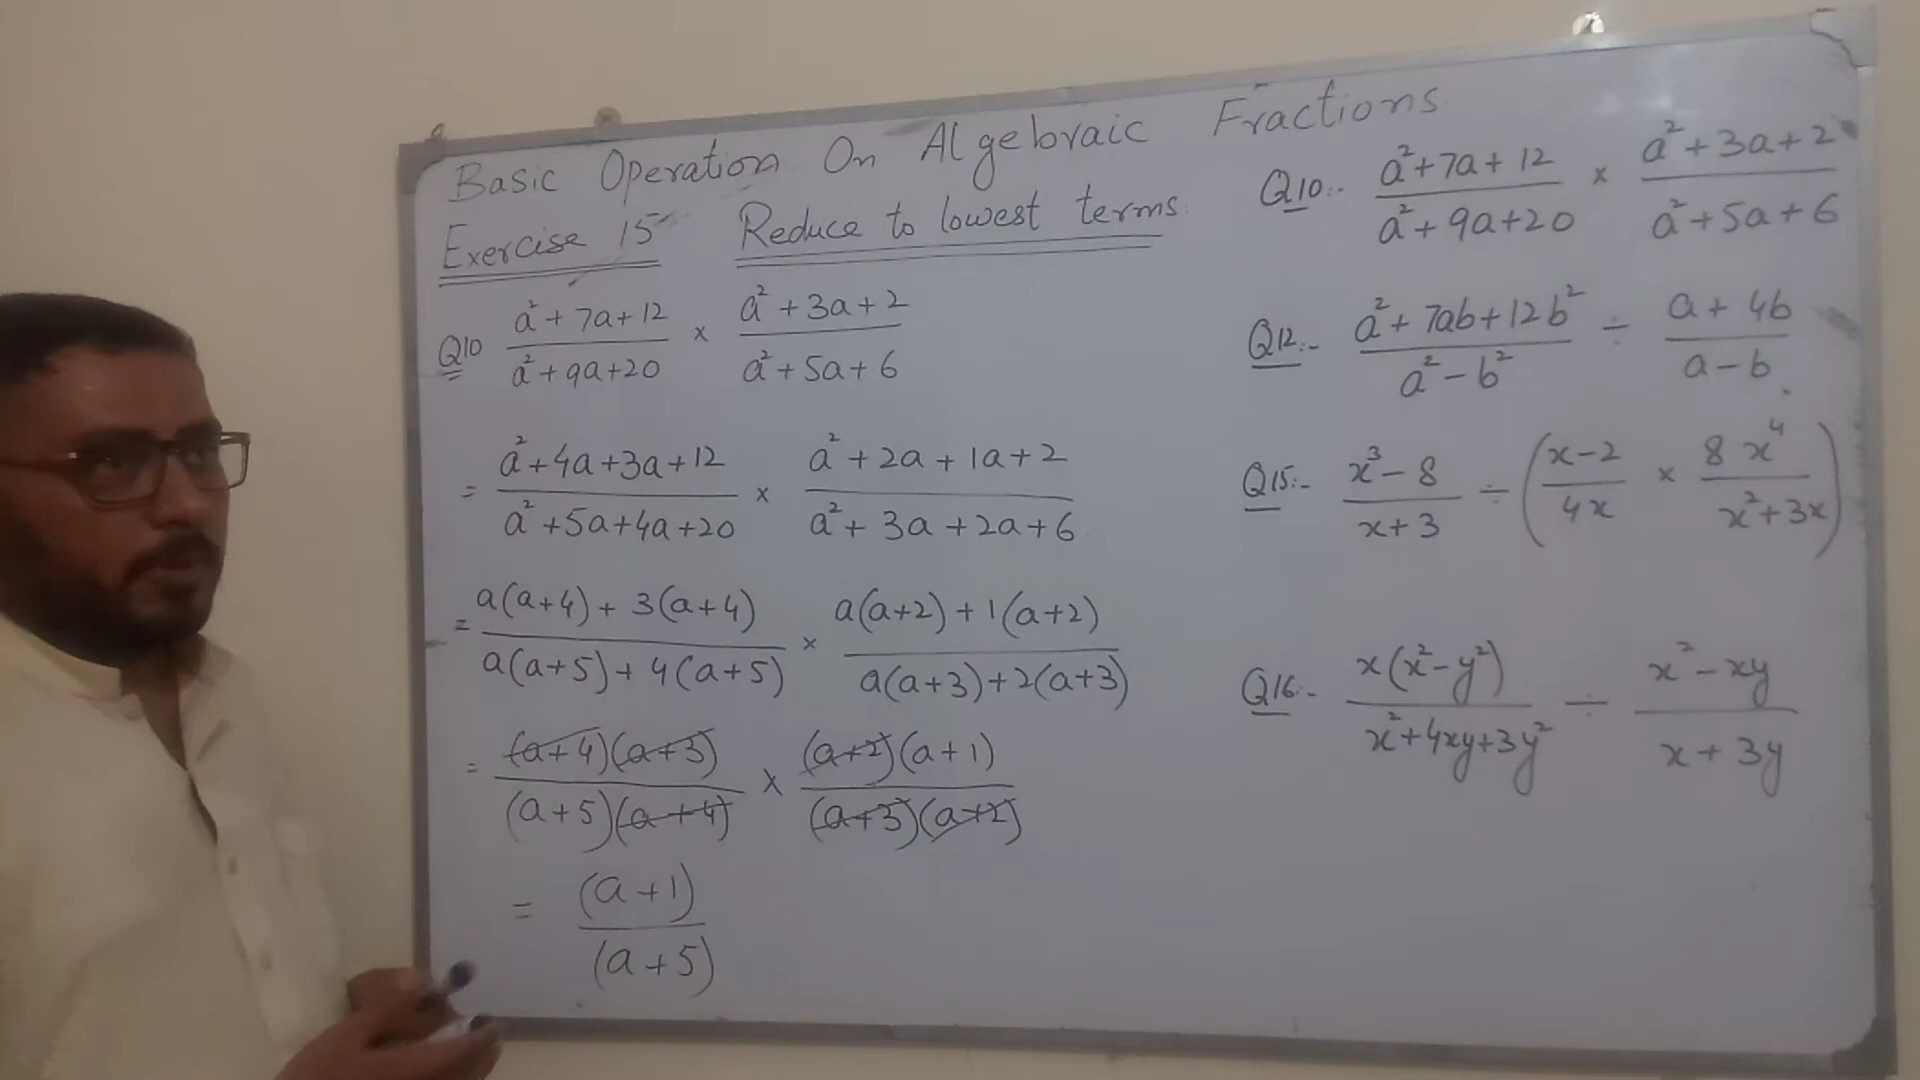 Basic Operation On Algebraic Fractions
Exercise 15 Reduce to lowest terms
Q10 a²+7a+12 / a²+9a+20 × a²+3a+2 / a²+5a+6
= a²+4a+3a+12 / a²+5a+4a+20 × a²+2a+1a+2 / a²+3a+2a+6
= a(a+4)+3(a+4) / a(a+5)+4(a+5) × a(a+2)+1(a+2) / a(a+3)+2(a+3)
= (a+4)(a+3) / (a+5)(a+4) × (a+2)(a+1) / (a+3)(a+2)
= (a+1) / (a+5)
Q10:- a²+7a+12 / a²+9a+20 × a²+3a+2 / a²+5a+6
Q12:- a²+7ab+12b² / a²-b² ÷ a+4b / a-b
Q15:- x³-8 / x+3 ÷ (x-2 / 4x × 8x⁴ / x²+3x)
Q16:- x(x²-y²) / x²+4xy+3y² ÷ x²-xy / x+3y